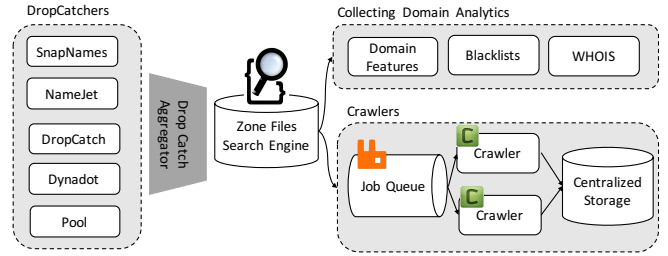 DropCatchers
SnapNames
NameJet
DropCatch
Dynadot
Pool
Drop Catch
Aggregator
Zone Files
Search Engine
Collecting Domain Analytics
Domain
Features
Blacklists
WHOIS
Crawlers
Job Queue
C
Crawler
C
Crawler
Centralized
Storage